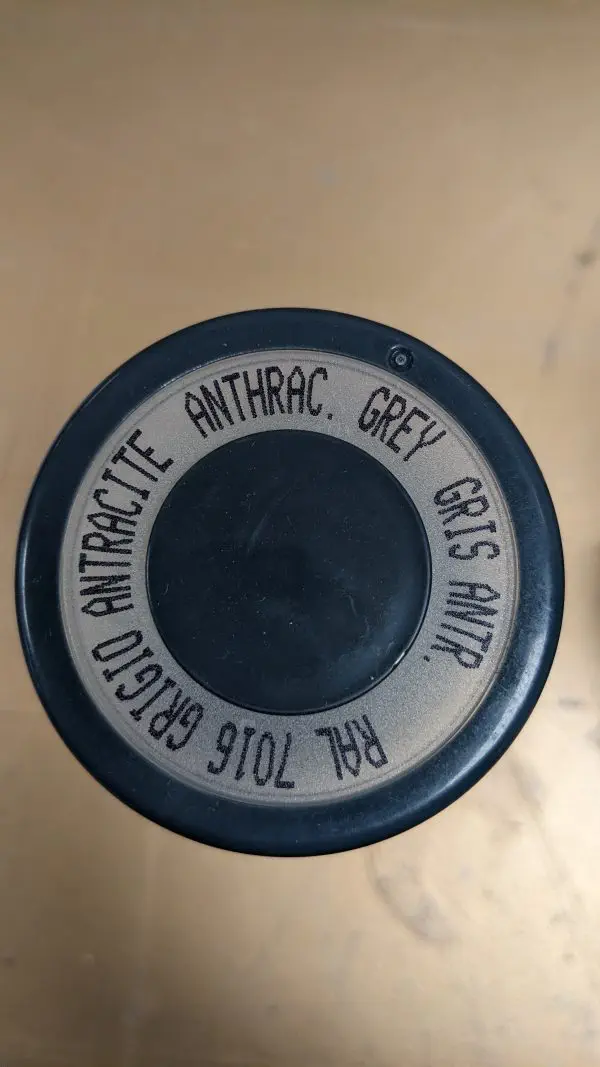 RAL 7016 GRIGIO ANTRACITE ANTHRAC. GREY GRIS ANTR.